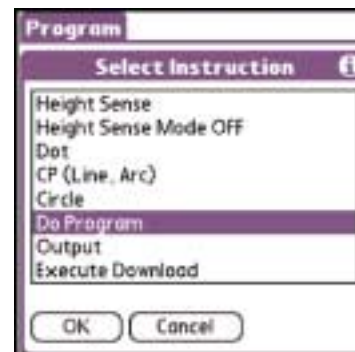 Program
Select Instruction
Height Sense
Height Sense Mode OFF
Dot
CP (Line, Arc)
Circle
Do Program
Output
Execute Download
OK
Cancel